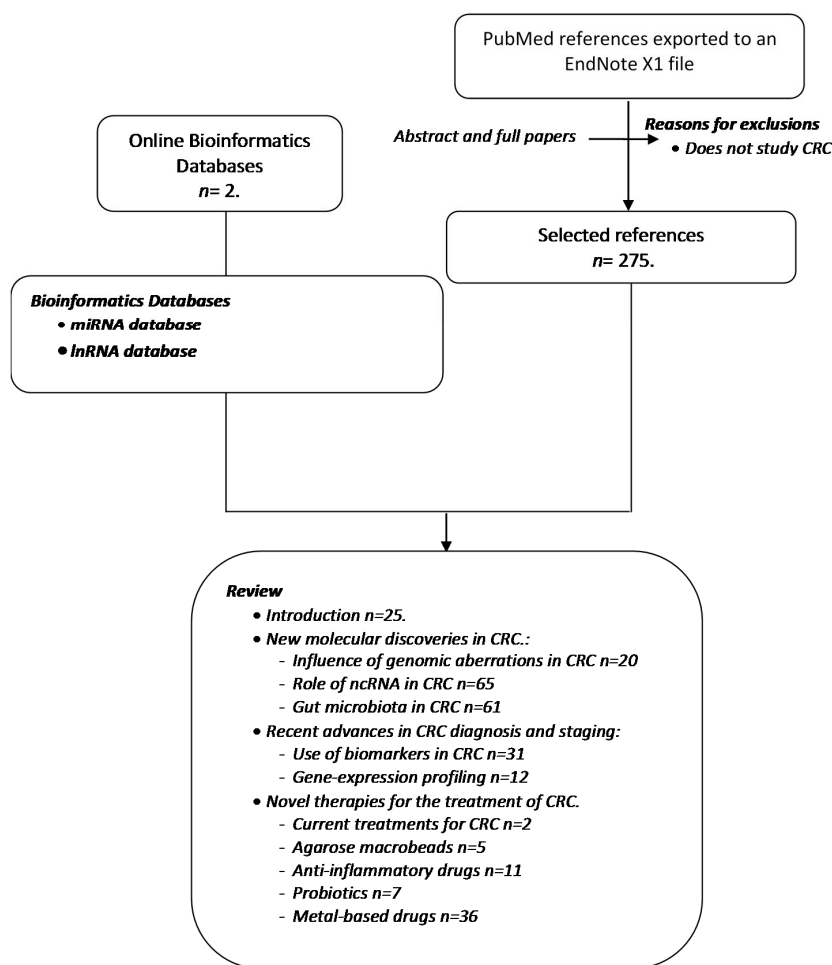 PubMed references exported to an
EndNote X1 file
Abstract and full papers
Reasons for exclusions
• Does not study CRC
Online Bioinformatics
Databases
n= 2.
Selected references
n= 275.
Bioinformatics Databases
• miRNA database
• lnRNA database
Review
• Introduction n=25.
• New molecular discoveries in CRC.:
- Influence of genomic aberrations in CRC n=20
- Role of ncRNA in CRC n=65
- Gut microbiota in CRC n=61
• Recent advances in CRC diagnosis and staging:
- Use of biomarkers in CRC n=31
- Gene-expression profiling n=12
• Novel therapies for the treatment of CRC.
- Current treatments for CRC n=2
- Agarose macrobeads n=5
- Anti-inflammatory drugs n=11
- Probiotics n=7
- Metal-based drugs n=36